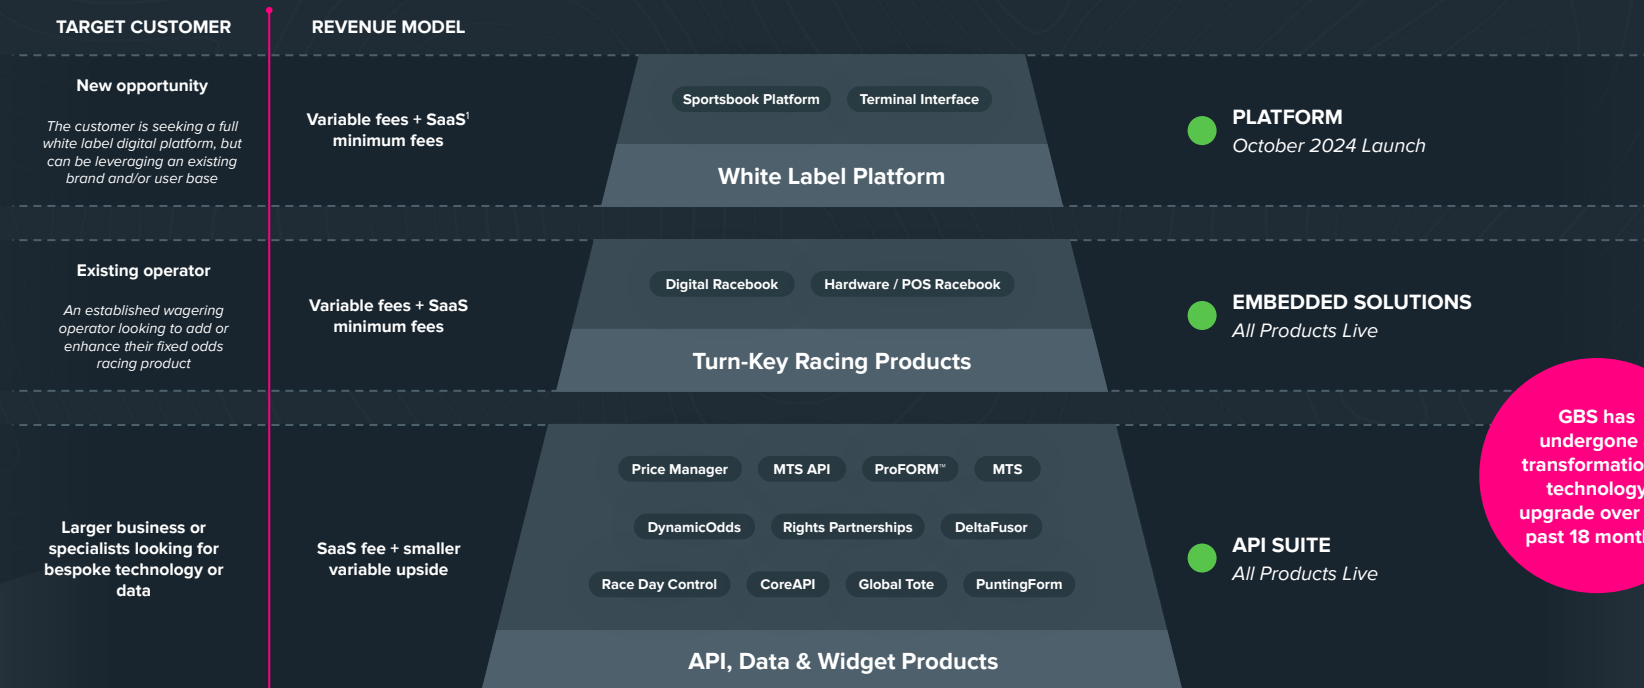 TARGET CUSTOMER
REVENUE MODEL
New opportunity
The customer is seeking a full
white label digital platform, but
can be leveraging an existing
brand and/or user base
Variable fees + SaaS¹
minimum fees
Sportsbook Platform
Terminal Interface
White Label Platform
PLATFORM
October 2024 Launch
Existing operator
An established wagering
operator looking to add or
enhance their fixed odds
racing product
Variable fees + SaaS
minimum fees
Digital Racebook
Hardware / POS Racebook
Turn-Key Racing Products
EMBEDDED SOLUTIONS
All Products Live
Larger business or
specialists looking for
bespoke technology or
data
SaaS fee + smaller
variable upside
Price Manager
MTS API
ProFORM™
MTS
DynamicOdds
Rights Partnerships
DeltaFusor
Race Day Control
CoreAPI
Global Tote
PuntingForm
API, Data & Widget Products
API SUITE
All Products Live
GBS has
undergone
technology
upgrade over
past 18